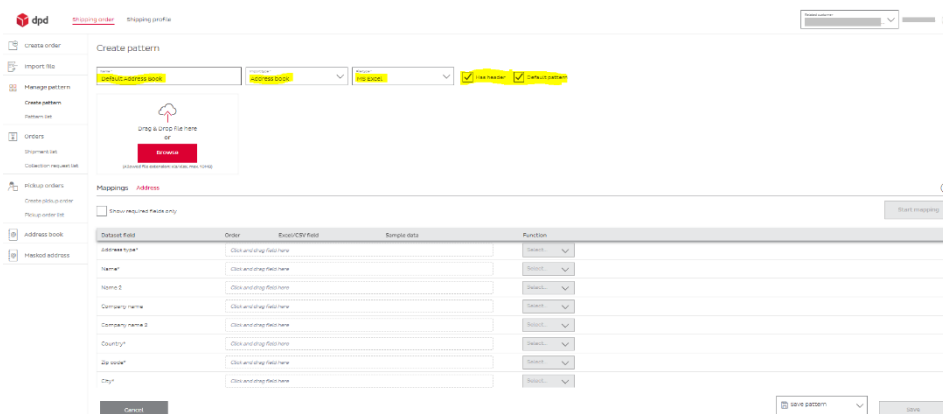 dpd
Shipping order
Shipping profile
Create order
Import file
Manage pattern
Create pattern
Pattern list
Orders
Shipment list
Collection request list
Pickup orders
Create pickup order
Pickup order list
Address book
Masked address
Create pattern
Default Address Book
Address book
MS Excel
Has header
Default pattern
Drag & Drop File here
or
Browse
Mappings Address
Show required fields only
Start mapping
Dataset field Order Excel/CSV field Sample data Function
Address type* Click and drag field here Select...
Name* Click and drag field here Select...
Name 2 Click and drag field here Select...
Company name Click and drag field here Select...
Company name 2 Click and drag field here Select...
Country* Click and drag field here Select...
Zip code* Click and drag field here Select...
City* Click and drag field here Select...
Cancel
Save pattern
Save